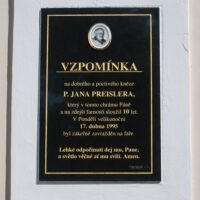 VZPOMÍNKA
na dobrého a poctivého kněze
P. JANA PREISLERA,
který v tomto chrámu Páně
a na zdejší farnosti sloužil 10 let.
V Pondělí velikonoční
17. dubna 1995
byl zákeřně zavražděn na faře
Lehké odpočinutí dej mu, Pane,
a světlo věčné ať mu svítí. Amen.